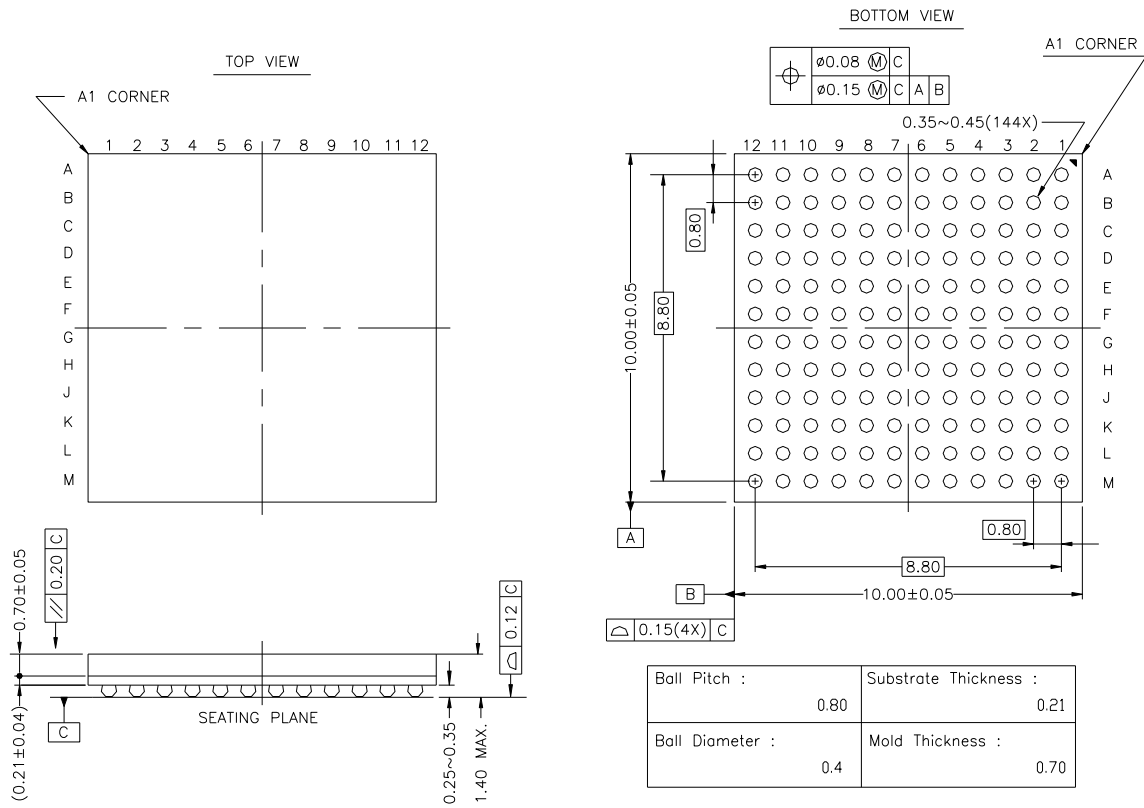 BOTTOM VIEW
TOP VIEW
A1 CORNER
A1 CORNER
ø0.08 Ⓜ C
ø0.15 Ⓜ C A B
0.35~0.45(144X)
1 2 3 4 5 6 7 8 9 10 11 12
12 11 10 9 8 7 6 5 4 3 2 1
A
B
C
D
E
F
G
H
J
K
L
M
A
B
C
D
E
F
G
H
J
K
L
M
0.80
8.80
10.00±0.05
A
0.80
8.80
B
10.00±0.05
0.15(4X) C
0.70±0.05
// 0.20 C
(0.21±0.04)
C
SEATING PLANE
0.12 C
0.25~0.35
1.40 MAX.
Ball Pitch :
0.80
Substrate Thickness :
0.21
Ball Diameter :
0.4
Mold Thickness :
0.70